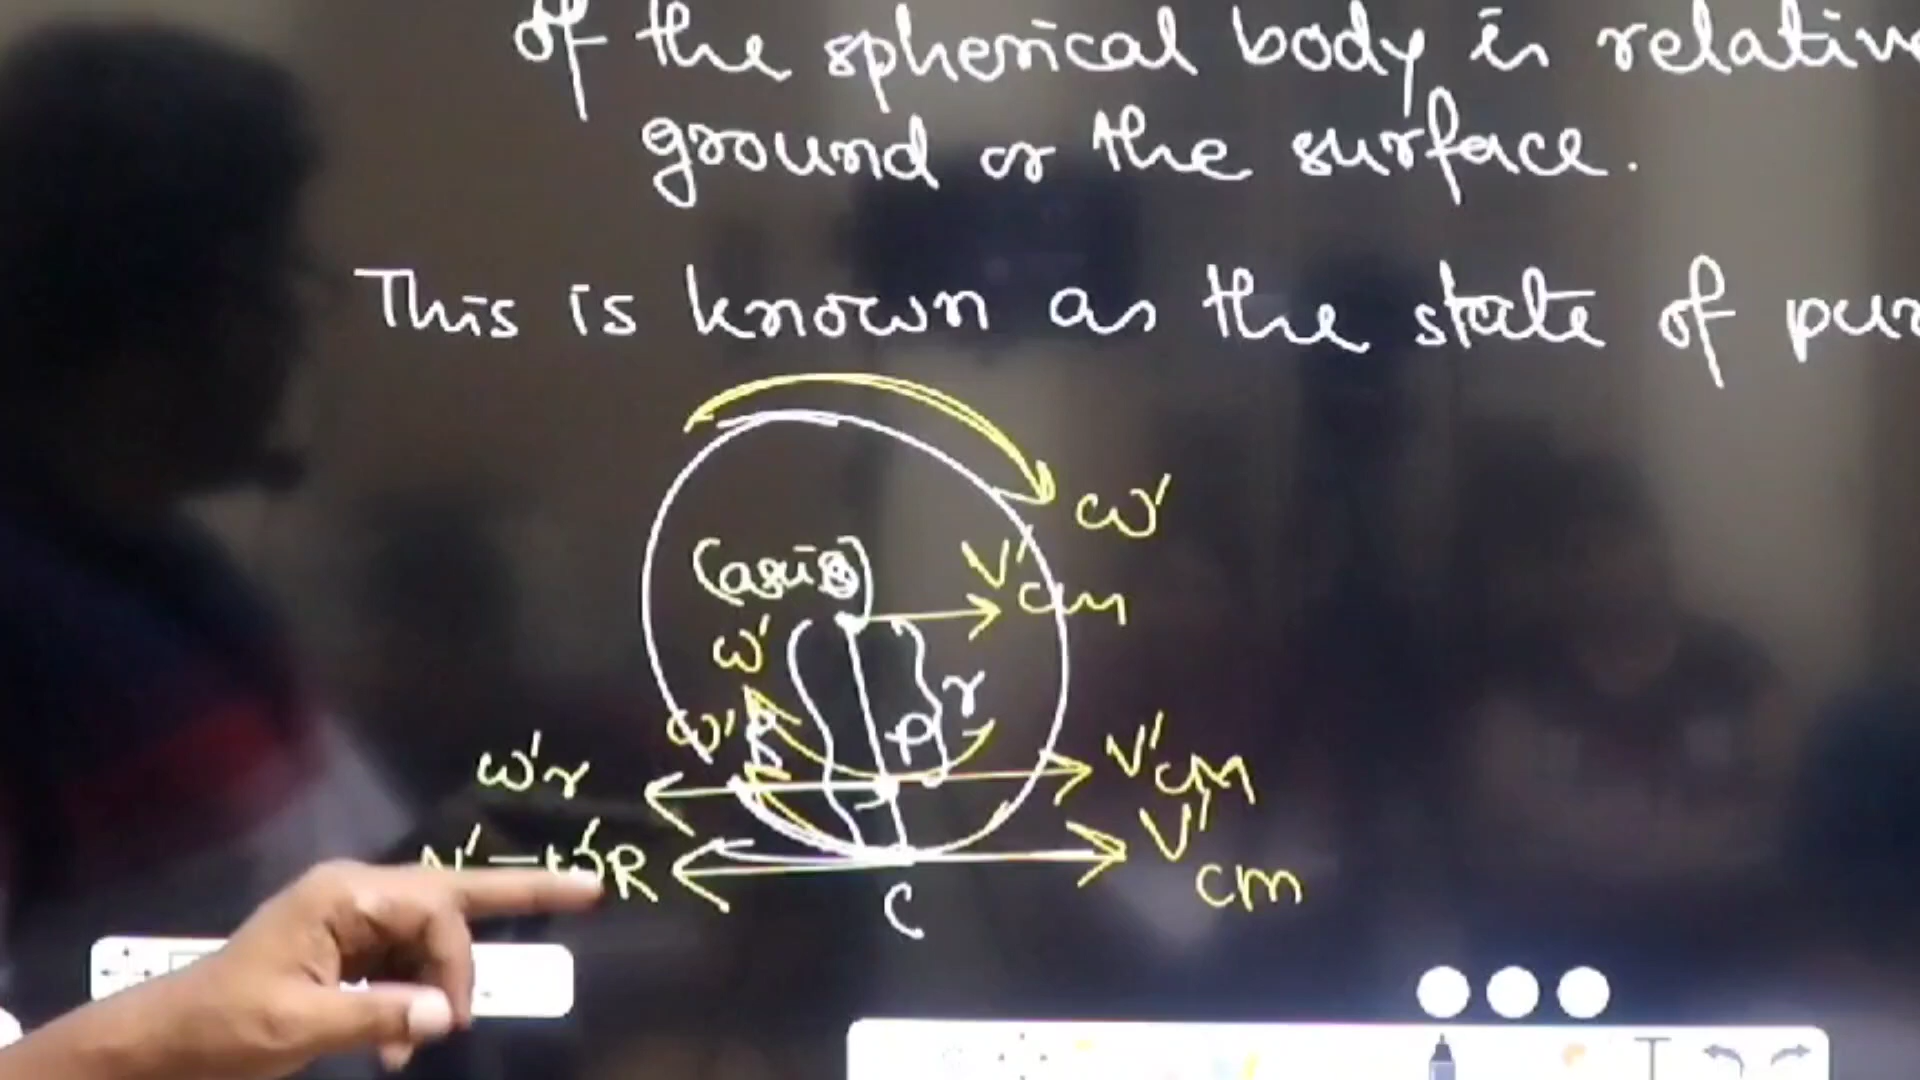 of the spherical body is relative
ground or the surface.
This is known as the state of pur
ω'
(axis)
V'cm
ω'
r
ω'R
P
ω'r
V'cm
V'cm
V'=ω'R
C
T